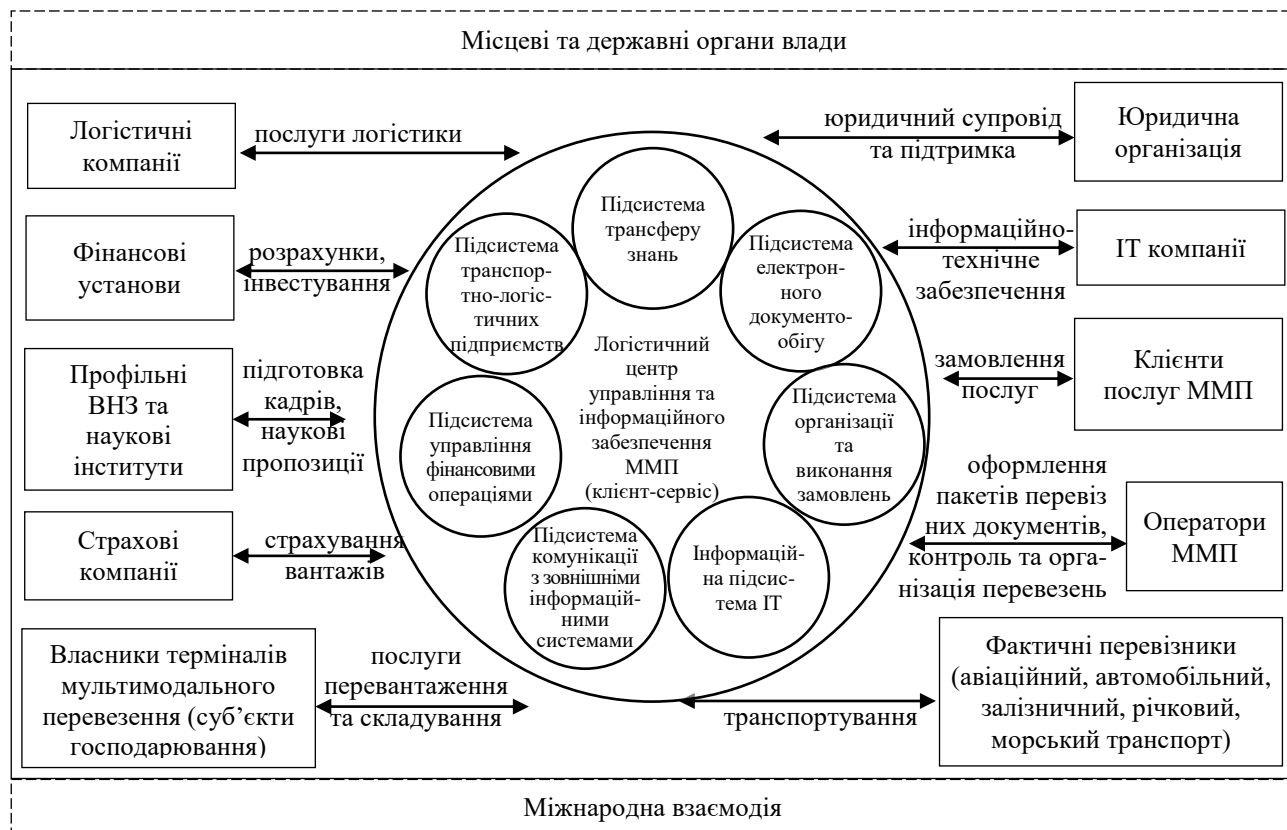 Місцеві та державні органи влади
Логістичні
компанії
послуги логістики
юридичний супровід
та підтримка
Юридична
організація
Фінансові
установи
розрахунки,
інвестування
інформаційно-
технічне
забезпечення
ІТ компанії
Профільні
ВНЗ та
наукові
інститути
підготовка
кадрів,
наукові
пропозиції
замовлення
послуг
Клієнти
послуг ММП
Страхові
компанії
страхування
вантажів
оформлення
пакетів перевіз
них документів,
контроль та орга-
нізація перевезень
Оператори
ММП
Власники терміналів
мультимодального
перевезення (суб’єкти
господарювання)
послуги
перевантаження
та складування
транспортування
Фактичні перевізники
(авіаційний, автомобільний,
залізничний, річковий,
морський транспорт)
Підсистема
трансферу
знань
Підсистема
транспор-
тно-логіс-
тичних
підприємств
Підсистема
електрон-
ного
документо-
обігу
Логістичний
центр
управління та
інформаційного
забезпечення
ММП
(клієнт-сервіс)
Підсистема
управління
фінансовими
операціями
Підсистема
організації
та
виконання
замовлень
Підсистема
комунікації
з зовнішніми
інформацій-
ними
системами
Інформацій-
на підсис-
тема ІТ
Міжнародна взаємодія